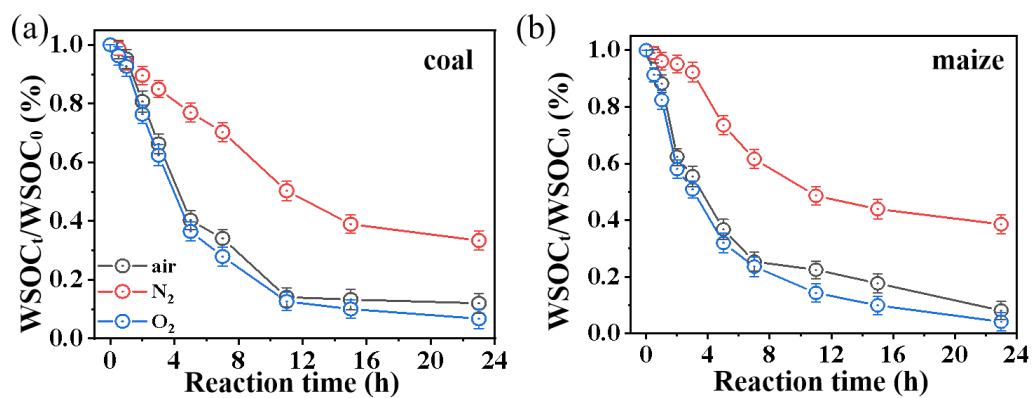 (a)
coal
WSOCt/WSOC0 (%)
1.0
0.8
0.6
0.4
0.2
0.0
air
N2
O2
0 4 8 12 16 20 24
Reaction time (h)
(b)
maize
WSOCt/WSOC0 (%)
1.0
0.8
0.6
0.4
0.2
0.0
0 4 8 12 16 20 24
Reaction time (h)